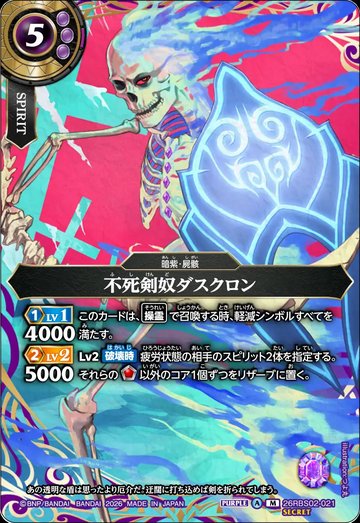 5
SPIRIT
暗紫・屍骸
不死剣奴ダスクロン
1 LV1 4000
このカードは、操霊で召喚する時、軽減シンボルすべてを
満たす。
2 LV2 5000
Lv2 破壊時 疲労状態の相手のスピリット2体を指定する。
それらの以外のコア1個ずつをリザーブに置く。
©BNP/BANDAI BANDAI 2026 MADE IN JAPAN
PURPLE A M 26RBS02-021
SECRET
あの透明な盾は思ったより厄介だ。迂闊に打ち込めば剣を折られてしまう。